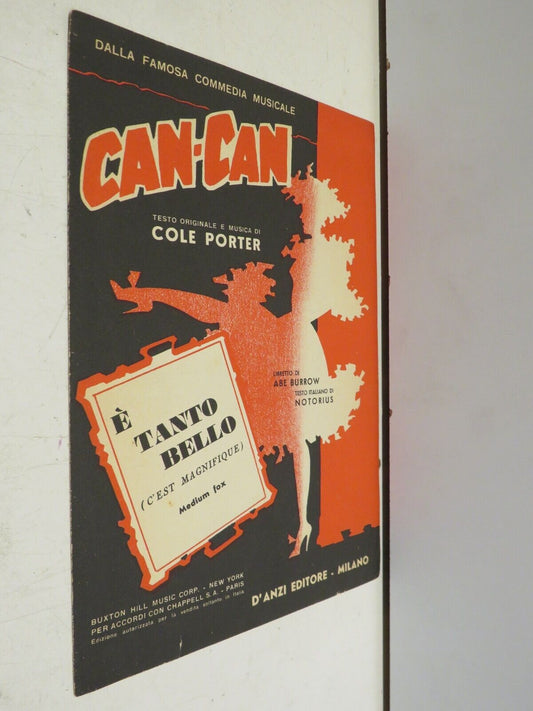 DALLA FAMOSA COMMEDIA MUSICALE
CAN-CAN
TESTO ORIGINALE E MUSICA DI
COLE PORTER
LIBRETTO DI
ABE BURROW
TESTO ITALIANO DI
NOTORIUS
È
TANTO
BELLO
(C'EST MAGNIFIQUE)
Medium fox
BUXTON HILL MUSIC CORP. - NEW YORK
PER ACCORDI CON CHAPPELL S.A. - PARIS
Edizione autorizzata per la vendita soltanto in Italia
D'ANZI EDITORE - MILANO